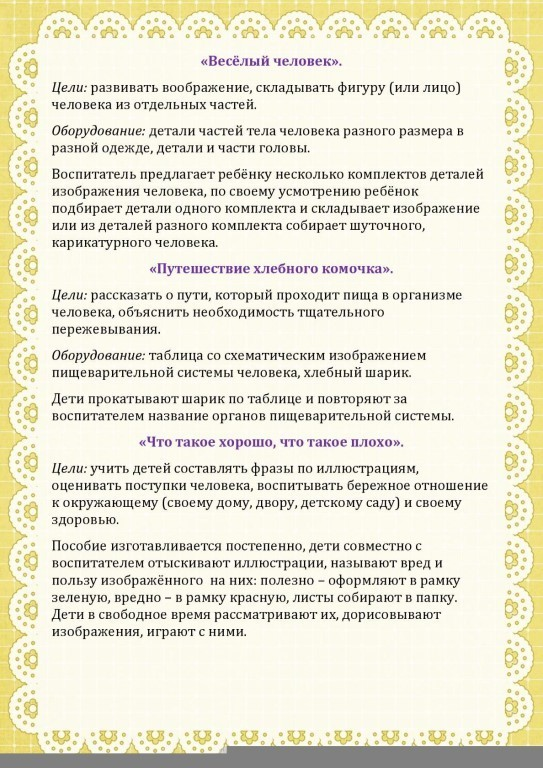 «Весёлый человек».
Цели: развивать воображение, складывать фигуру (или лицо)
человека из отдельных частей.
Оборудование: детали частей тела человека разного размера в
разной одежде, детали и части головы.
Воспитатель предлагает ребёнку несколько комплектов деталей
изображения человека, по своему усмотрению ребёнок
подбирает детали одного комплекта и складывает изображение
или из деталей разного комплекта собирает шуточного,
карикатурного человека.
«Путешествие хлебного комочка».
Цели: рассказать о пути, который проходит пища в организме
человека, объяснить необходимость тщательного
пережевывания.
Оборудование: таблица со схематическим изображением
пищеварительной системы человека, хлебный шарик.
Дети прокатывают шарик по таблице и повторяют за
воспитателем название органов пищеварительной системы.
«Что такое хорошо, что такое плохо».
Цели: учить детей составлять фразы по иллюстрациям,
оценивать поступки человека, воспитывать бережное отношение
к окружающему (своему дому, двору, детскому саду) и своему
здоровью.
Пособие изготавливается постепенно, дети совместно с
воспитателем отыскивают иллюстрации, называют вред и
пользу изображённого на них: полезно – оформляют в рамку
зеленую, вредно – в рамку красную, листы собирают в папку.
Дети в свободное время рассматривают их, дорисовывают
изображения, играют с ними.